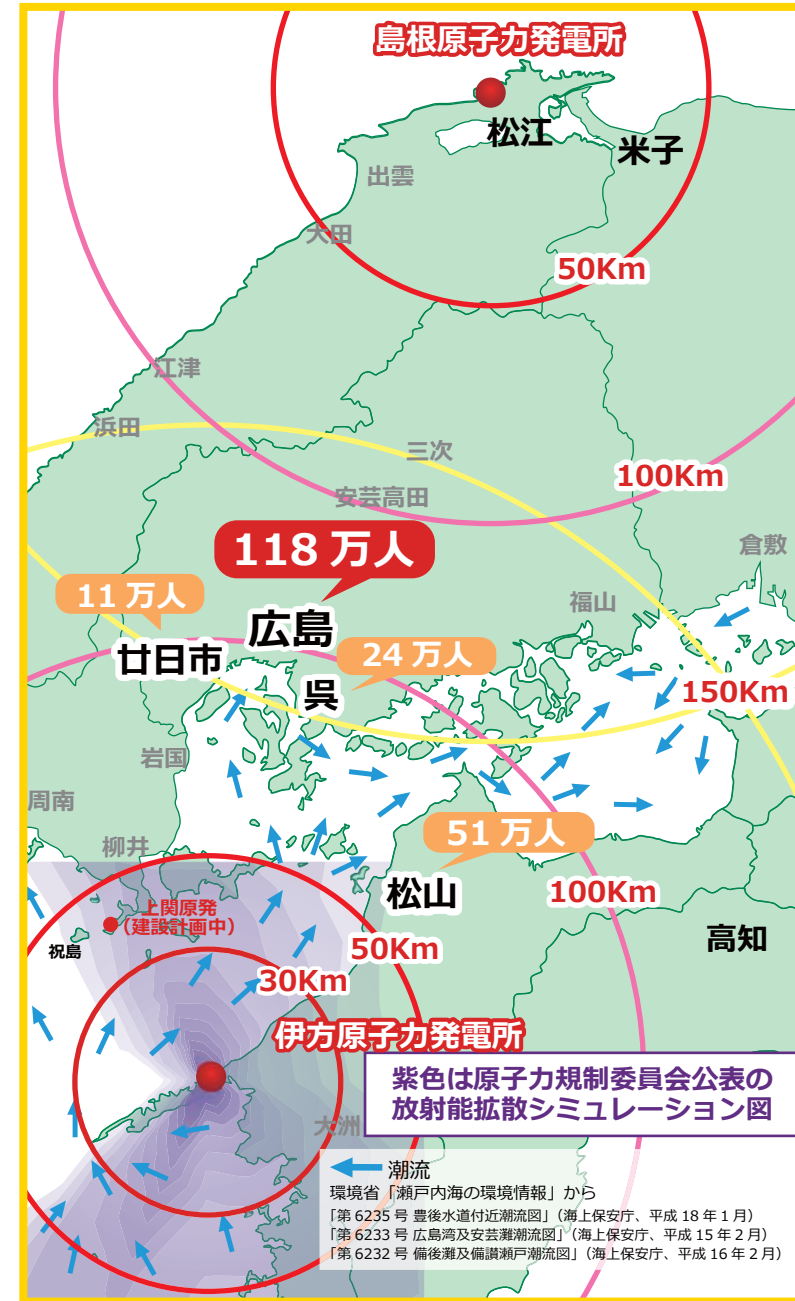 島根原子力発電所
松江
米子
出雲
大田
50Km
江津
浜田
三次
100Km
安芸高田
118 万人
倉敷
11 万人
福山
広島
廿日市
24 万人
呉
150Km
岩国
周南
51 万人
柳井
松山
100Km
上関原発
(建設計画中)
祝島
高知
50Km
30Km
伊方原子力発電所
紫色は原子力規制委員会公表の
放射能拡散シミュレーション図
大洲
潮流
環境省「瀬戸内海の環境情報」から
「第 6235 号 豊後水道付近潮流図」（海上保安庁、平成 18 年 1 月）
「第 6233 号 広島湾及安芸灘潮流図」（海上保安庁、平成 15 年 2 月）
「第 6232 号 備後灘及備讃瀬戸潮流図」（海上保安庁、平成 16 年 2 月）